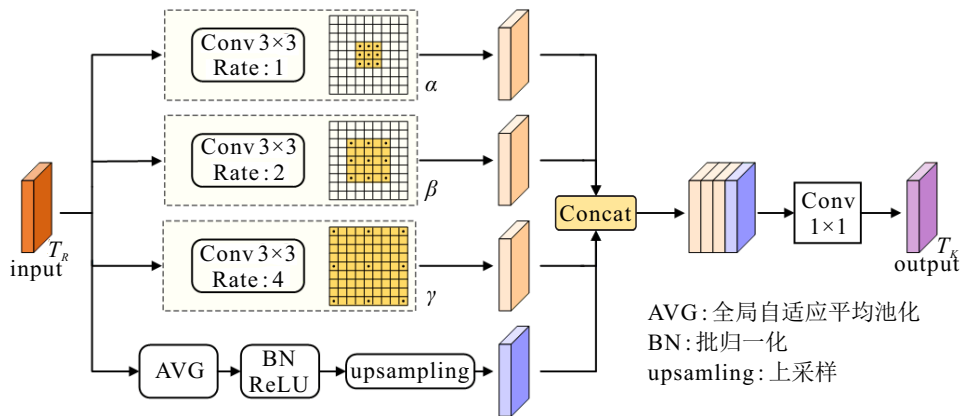 Conv 3×3
Rate: 1
α
Conv 3×3
Rate: 2
β
Conv 3×3
Rate: 4
γ
T_R
input
AVG
BN
ReLU
upsampling
Concat
Conv
1×1
T_K
output
AVG: 全局自适应平均池化
BN: 批归一化
upsamling: 上采样